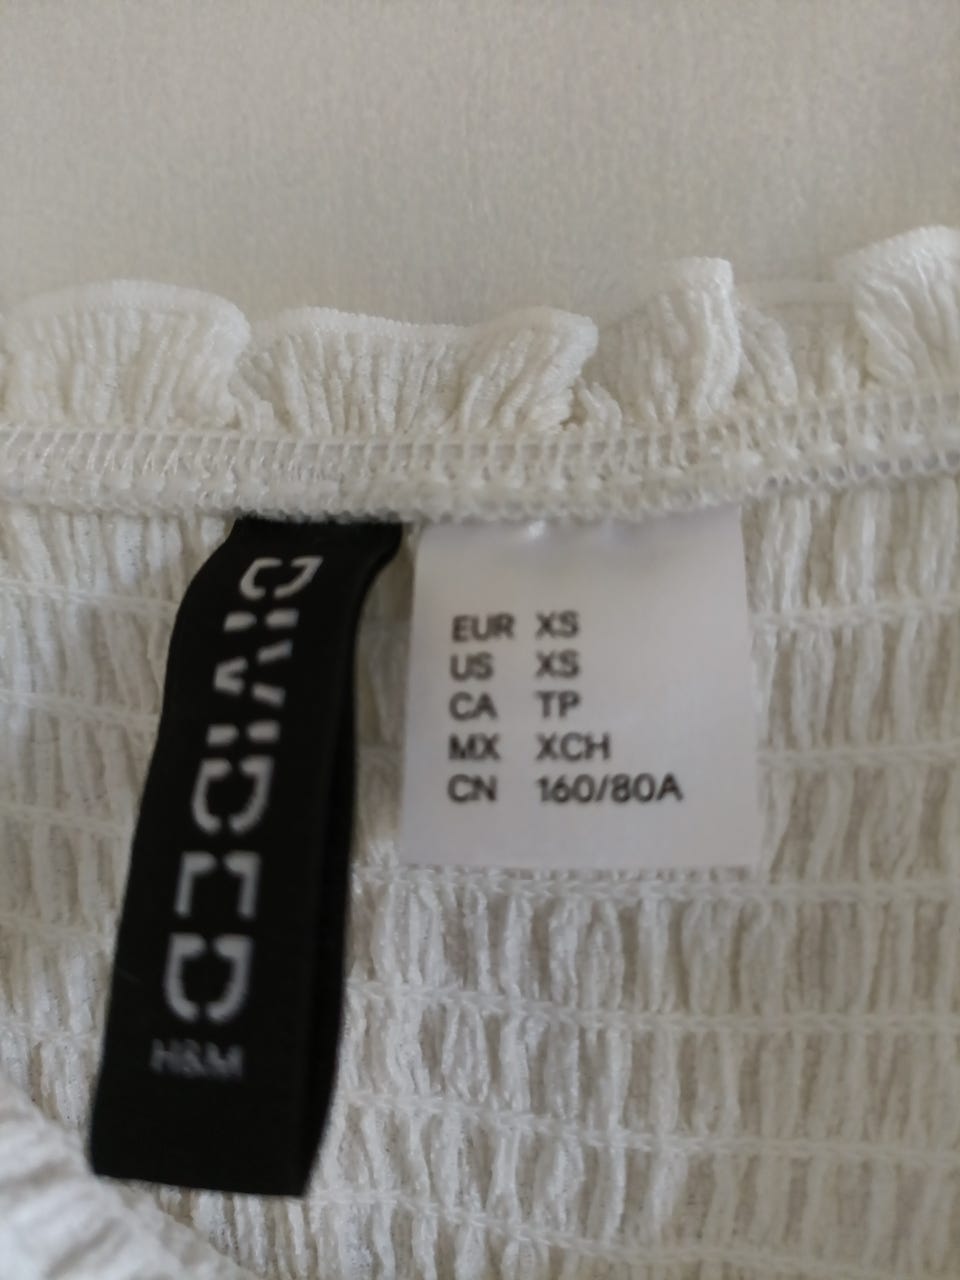 DIVIDED
H&M
EUR XS
US XS
CA TP
MX XCH
CN 160/80A